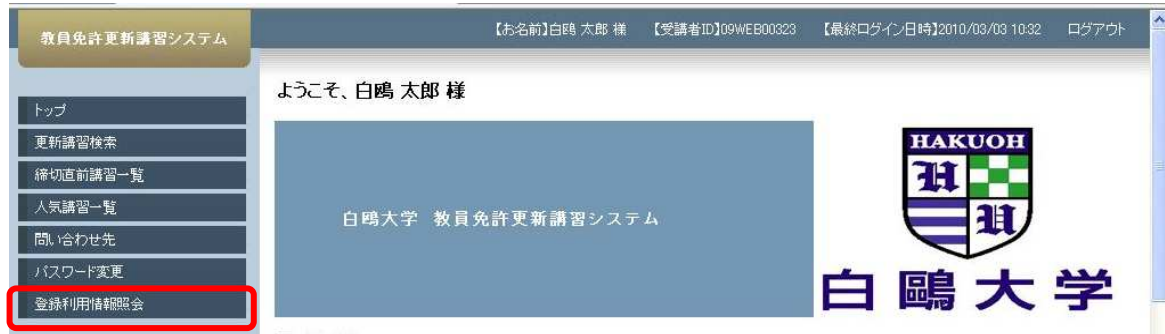 教員免許更新講習システム
【お名前】白鴎 太郎 様 【受講者ID】09WEB00323 【最終ログイン日時】2010/03/03 10:32 ログアウト
ようこそ、白鴎 太郎 様
トップ
更新講習検索
締切直前講習一覧
人気講習一覧
問い合わせ先
パスワード変更
登録利用情報照会
白鴎大学 教員免許更新講習システム
HAKUOH
H
H
白鷗大学